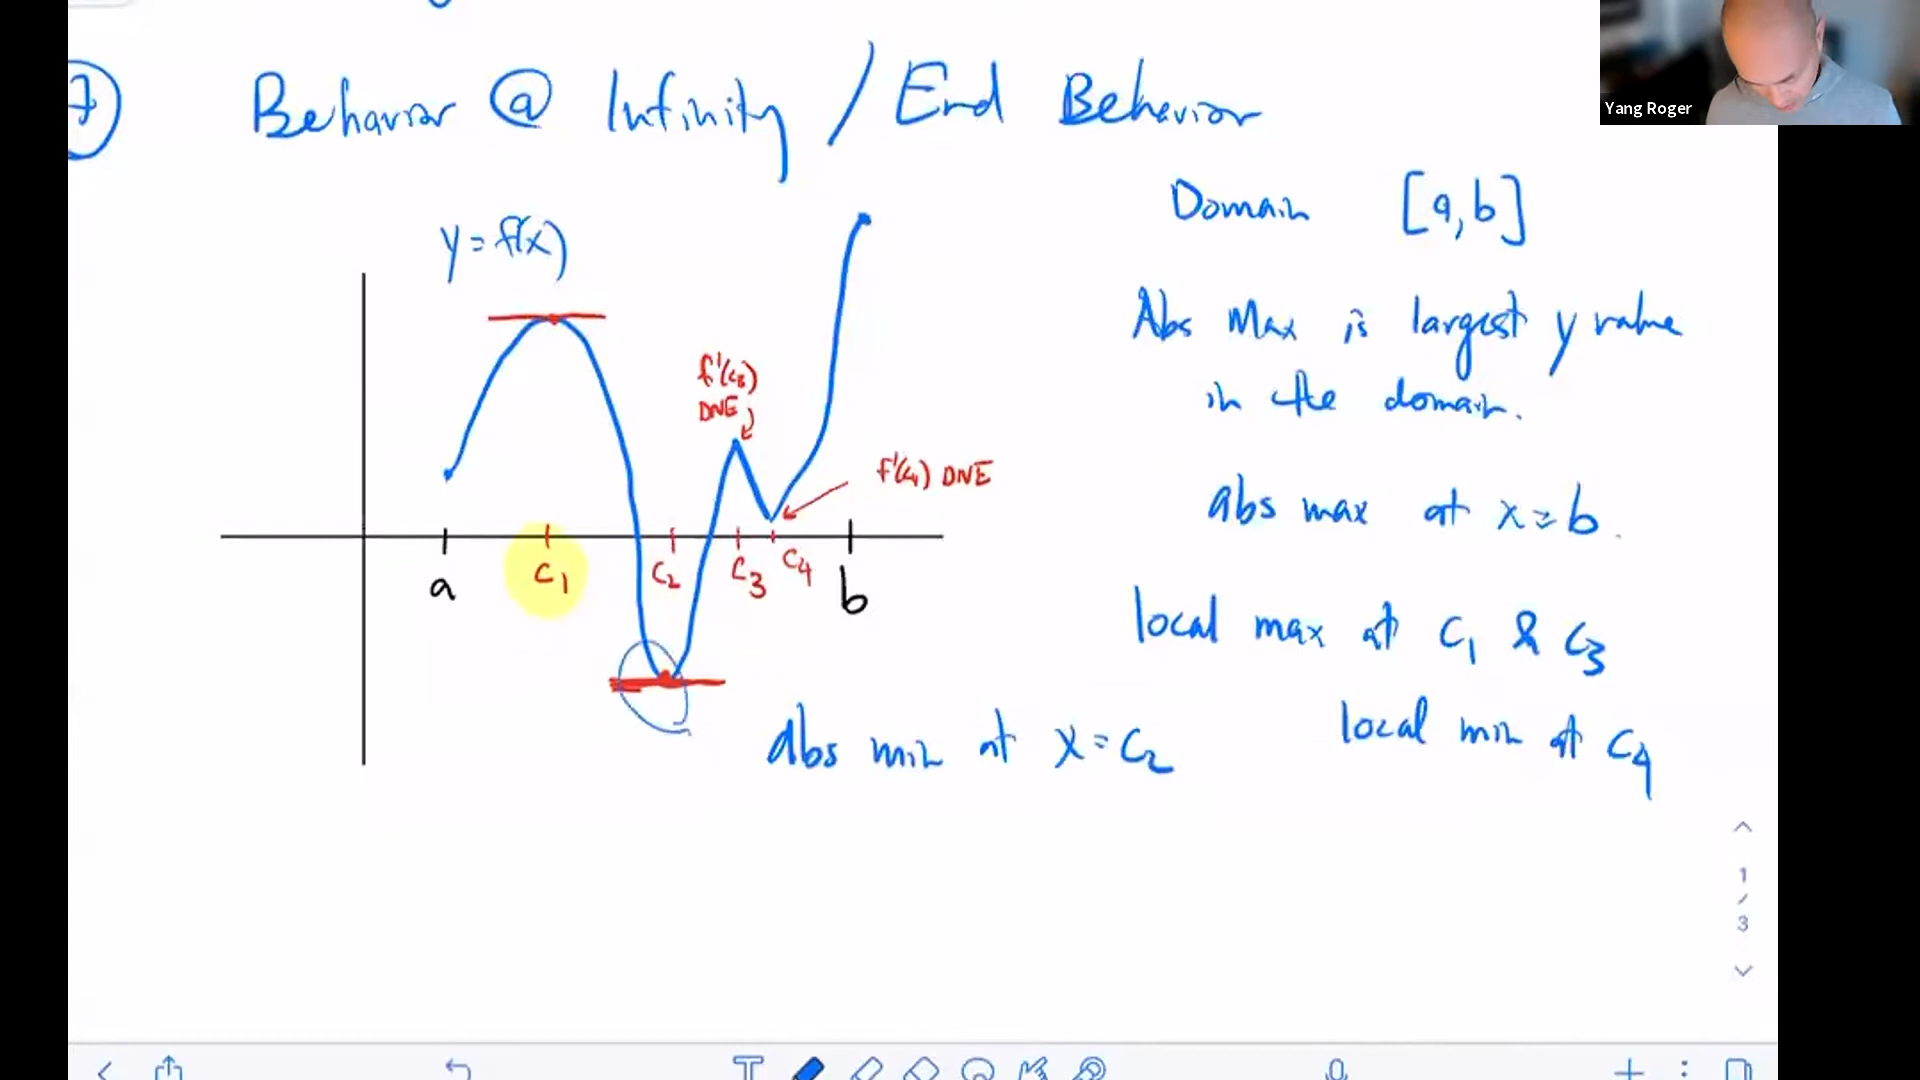 7 Behavior @ Infinity / End Behavior
Yang Roger
Domain [a,b]
y = f(x)
Abs Max is largest y value
in the domain.
f'(c3)
DNE
f'(c4) DNE
abs max at x = b.
a c1 c2 c3 c4 b
local max at c1 & c3
local min at c4
abs min at x = c2
1
/
3
T